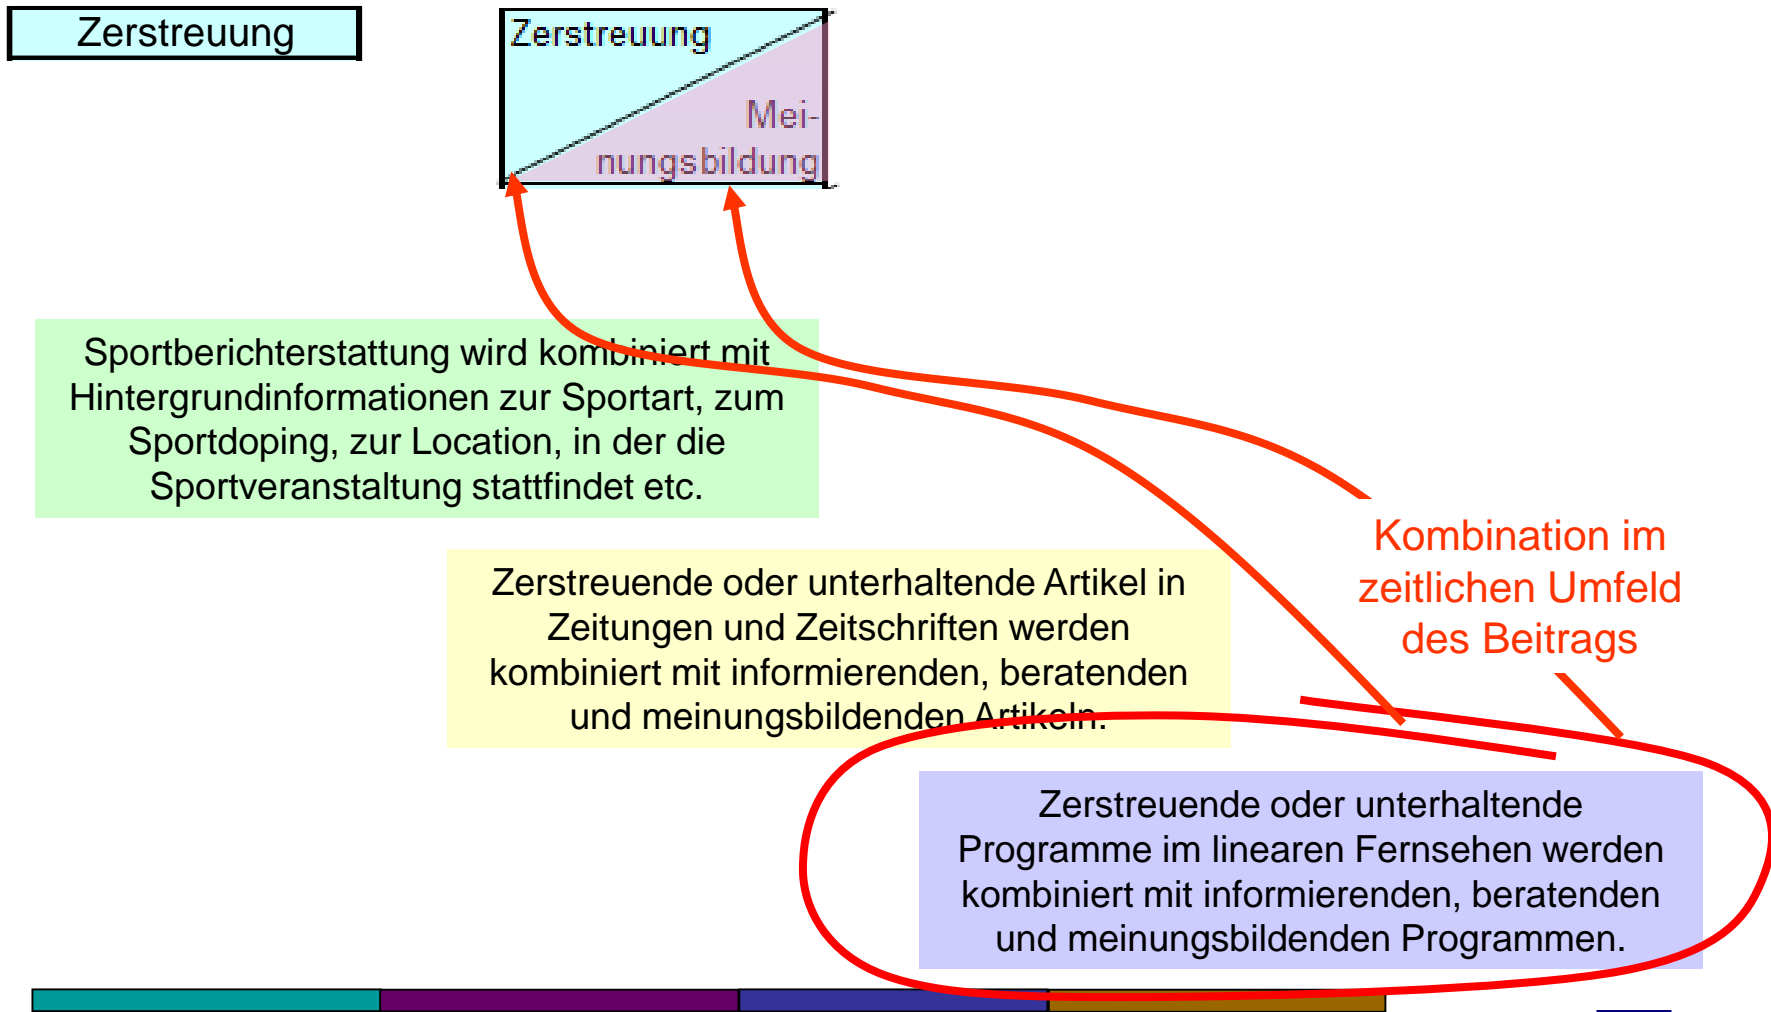 Zerstreuung
Zerstreuung
Mei-
nungsbildung
Sportberichterstattung wird kombiniert mit
Hintergrundinformationen zur Sportart, zum
Sportdoping, zur Location, in der die
Sportveranstaltung stattfindet etc.
Kombination im
zeitlichen Umfeld
des Beitrags
Zerstreuende oder unterhaltende Artikel in
Zeitungen und Zeitschriften werden
kombiniert mit informierenden, beratenden
und meinungsbildenden Artikeln.
Zerstreuende oder unterhaltende
Programme im linearen Fernsehen werden
kombiniert mit informierenden, beratenden
und meinungsbildenden Programmen.